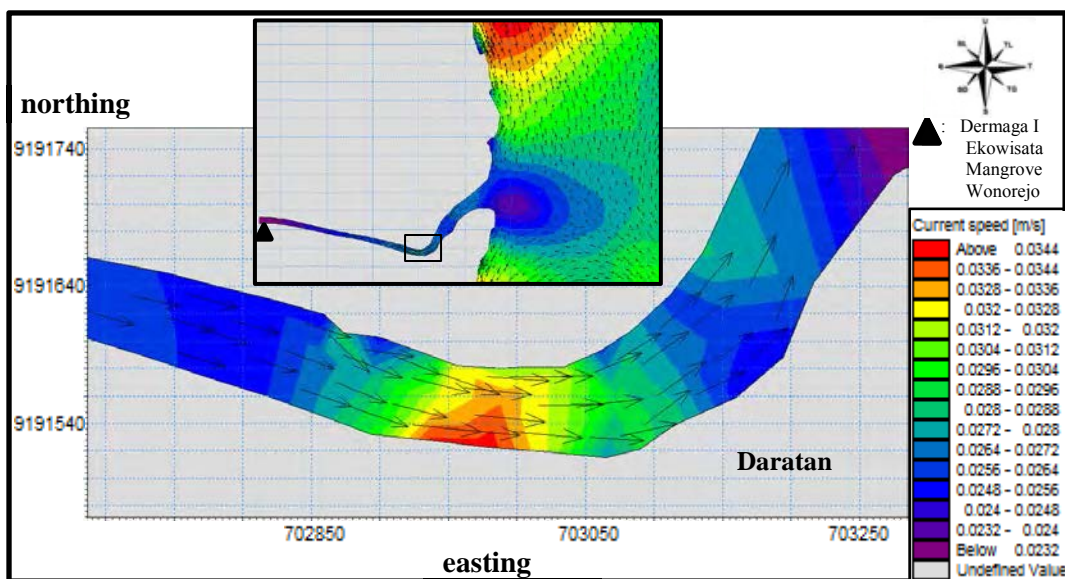 northing
9191740
9191640
9191540
702850
703050
703250
easting
Daratan
U
TL
T
TG
S
BD
B
BL
: Dermaga I
Ekowisata
Mangrove
Wonorejo
Current speed [m/s]
Above 0.0344
0.0336 - 0.0344
0.0328 - 0.0336
0.032 - 0.0328
0.0312 - 0.032
0.0304 - 0.0312
0.0296 - 0.0304
0.0288 - 0.0296
0.028 - 0.0288
0.0272 - 0.028
0.0264 - 0.0272
0.0256 - 0.0264
0.0248 - 0.0256
0.024 - 0.0248
0.0232 - 0.024
Below 0.0232
Undefined Value